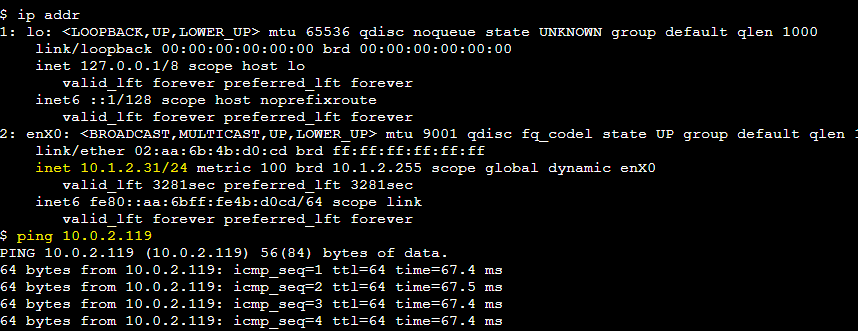 $ ip addr
1: lo: <LOOPBACK,UP,LOWER_UP> mtu 65536 qdisc noqueue state UNKNOWN group default qlen 1000
    link/loopback 00:00:00:00:00:00 brd 00:00:00:00:00:00
    inet 127.0.0.1/8 scope host lo
       valid_lft forever preferred_lft forever
    inet6 ::1/128 scope host noprefixroute
       valid_lft forever preferred_lft forever
2: enX0: <BROADCAST,MULTICAST,UP,LOWER_UP> mtu 9001 qdisc fq_codel state UP group default qlen 1
    link/ether 02:aa:6b:4b:d0:cd brd ff:ff:ff:ff:ff:ff
    inet 10.1.2.31/24 metric 100 brd 10.1.2.255 scope global dynamic enX0
       valid_lft 3281sec preferred_lft 3281sec
    inet6 fe80::aa:6bff:fe4b:d0cd/64 scope link
       valid_lft forever preferred_lft forever
$ ping 10.0.2.119
PING 10.0.2.119 (10.0.2.119) 56(84) bytes of data.
64 bytes from 10.0.2.119: icmp_seq=1 ttl=64 time=67.4 ms
64 bytes from 10.0.2.119: icmp_seq=2 ttl=64 time=67.5 ms
64 bytes from 10.0.2.119: icmp_seq=3 ttl=64 time=67.4 ms
64 bytes from 10.0.2.119: icmp_seq=4 ttl=64 time=67.4 ms